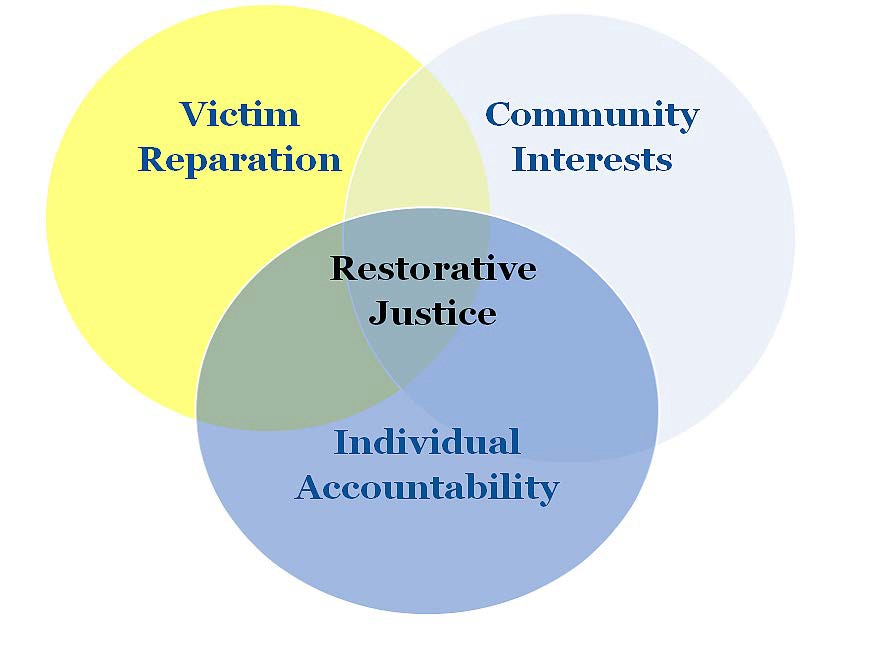 Victim
Reparation
Community
Interests
Restorative
Justice
Individual
Accountability